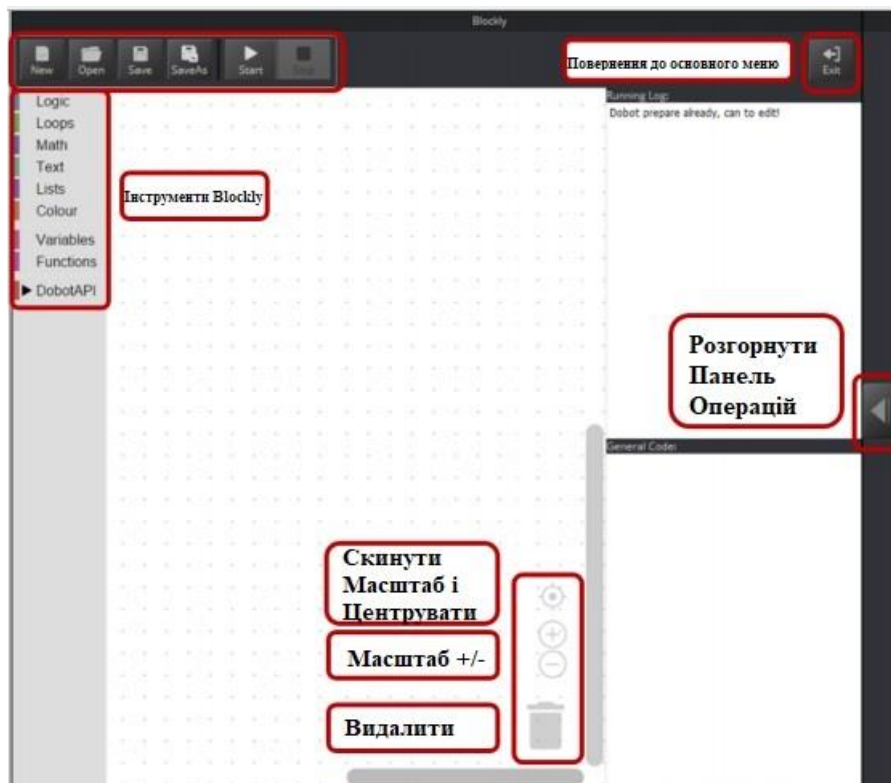 Blockly
New Open Save SaveAs Start Stop
Повернення до основного меню
Exit
Running Log:
Dobot prepare already, can to edit!
Logic
Loops
Math
Text
Lists
Colour
Variables
Functions
DobotAPI
Інструменти Blockly
Розгорнути
Панель
Операцій
General Code:
Скинути
Масштаб і
Центрувати
Масштаб +/-
Видалити